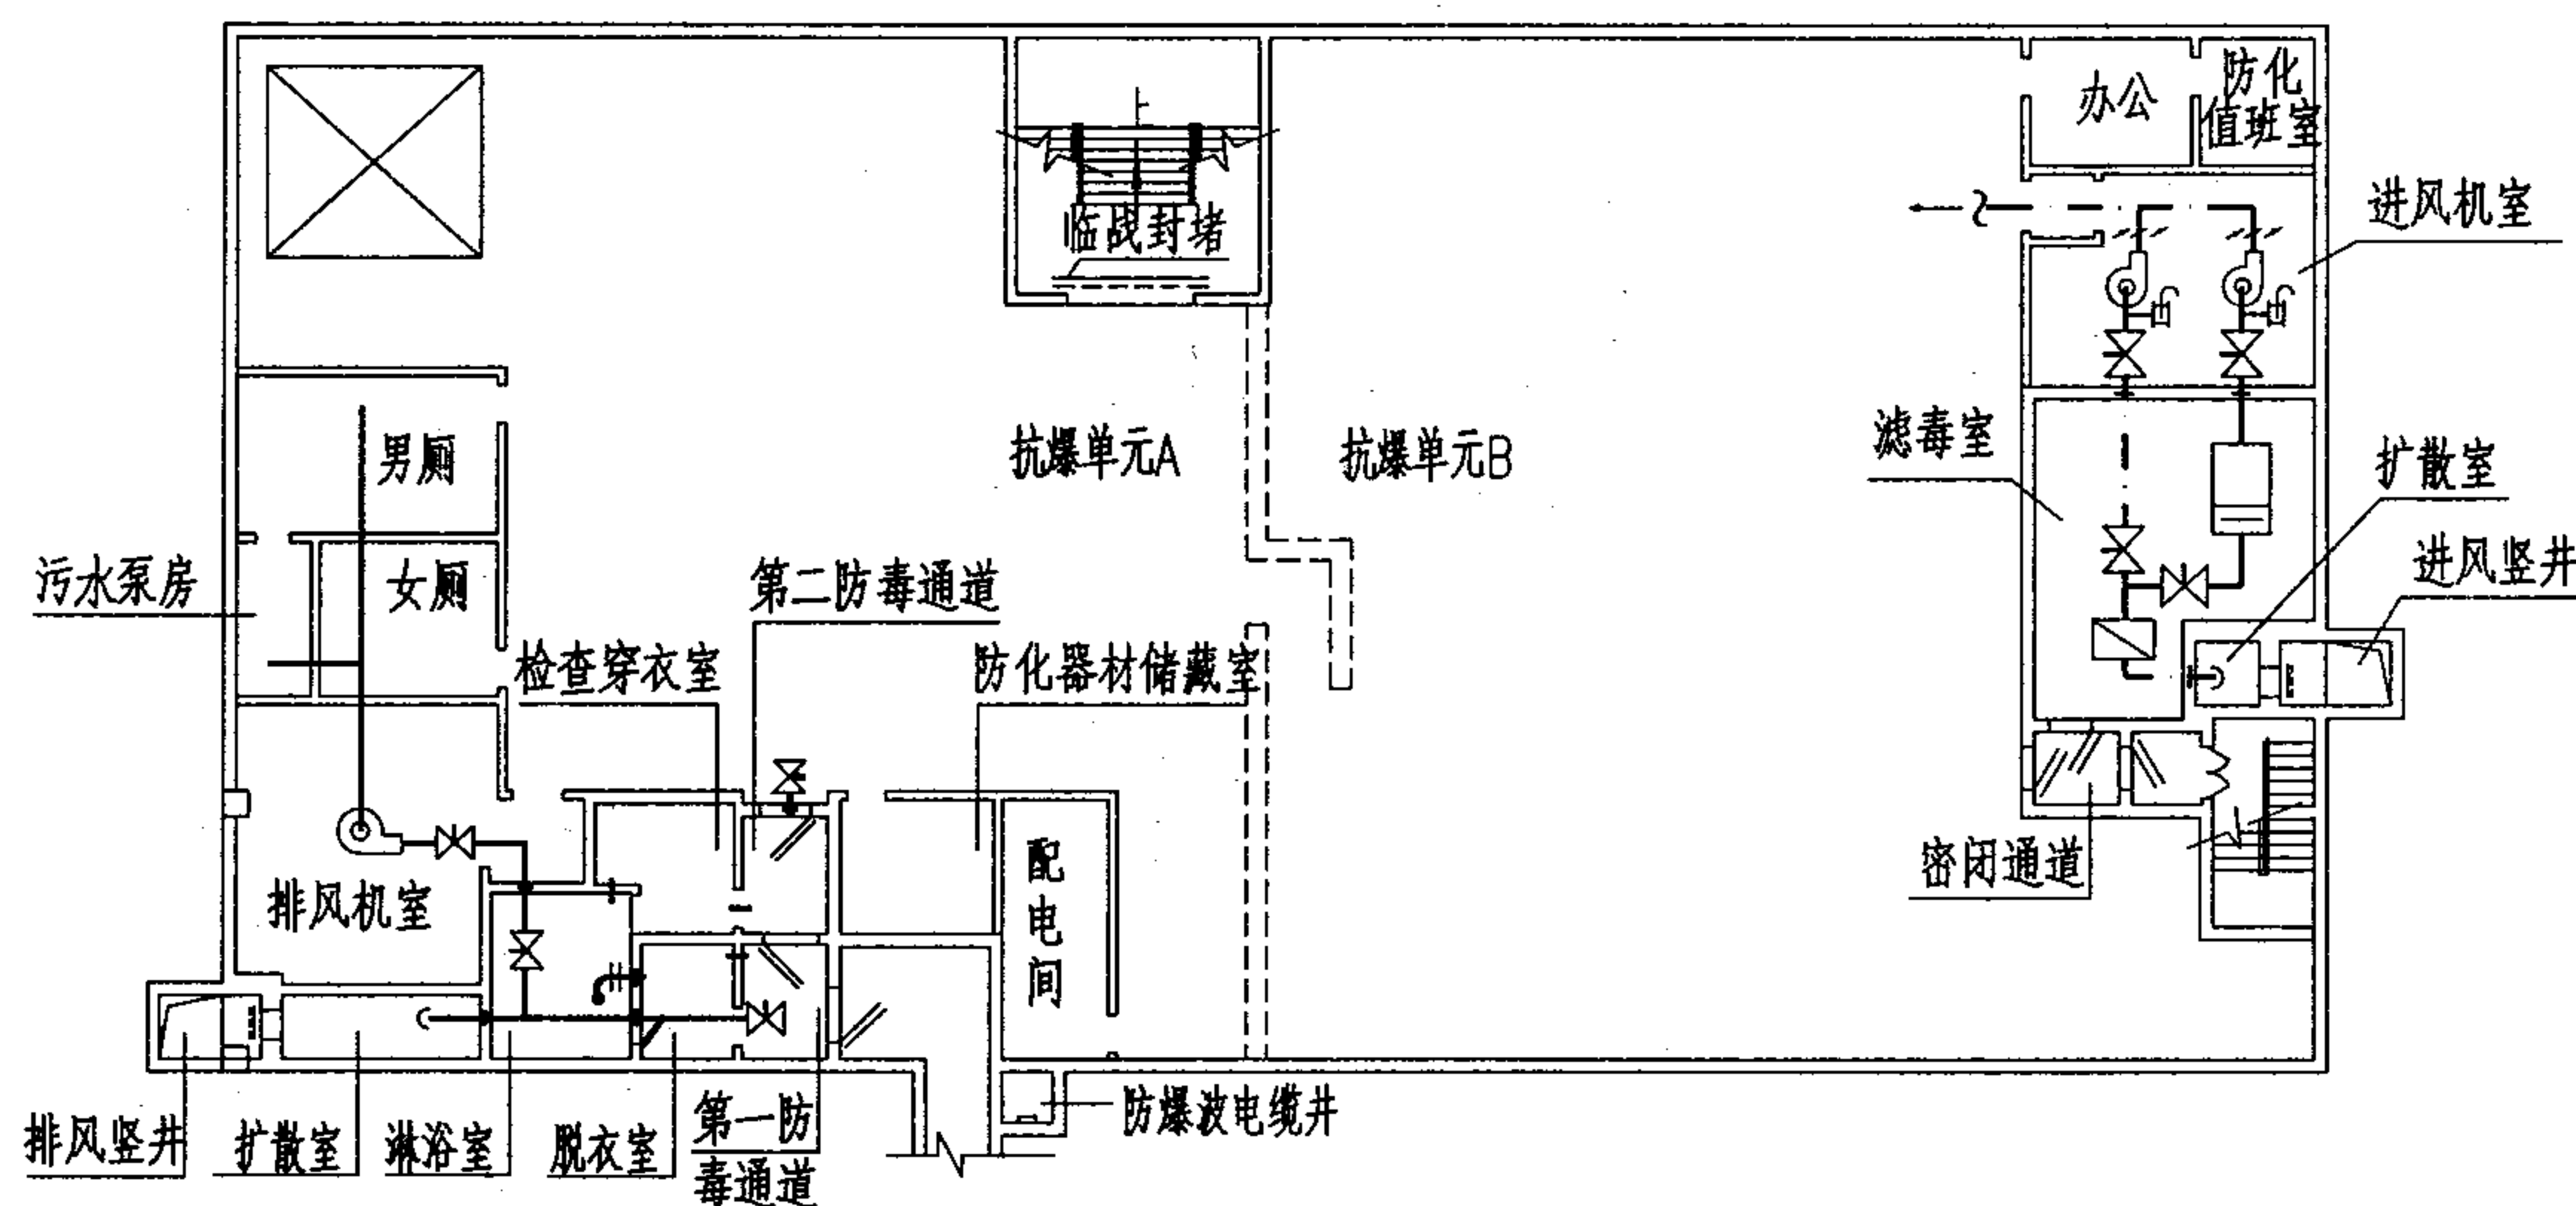 办公
防化
值班室
上
临战封堵
进风机室
男厕
抗爆单元A
抗爆单元B
滤毒室
扩散室
进风竖井
污水泵房
女厕
第二防毒通道
检查穿衣室
防化器材储藏室
密闭通道
配
电
间
排风机室
排风竖井
扩散室
淋浴室
脱衣室
第一防
毒通道
防爆波电缆井